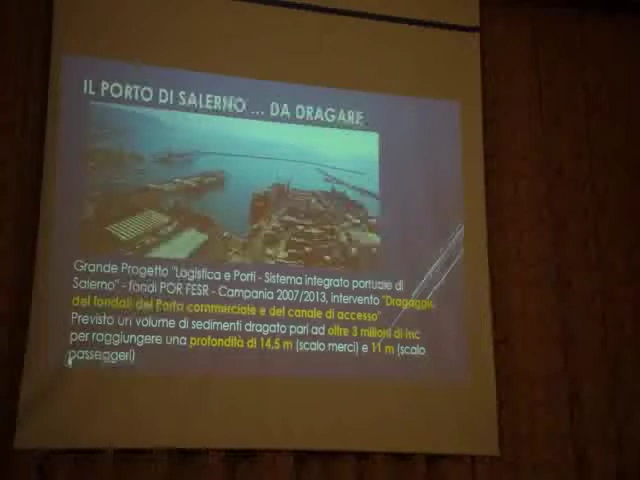 IL PORTO DI SALERNO ... DA DRAGARE
Grande Progetto "Logistica e Porti - Sistema integrato portuale di
Salerno" - fondi POR FESR - Campania 2007/2013, intervento "Dragaggio
dei fondali del Porto commerciale e del canale di accesso"
Previsto un volume di sedimenti dragato pari ad oltre 3 milioni di mc
per raggiungere una profondità di 14,5 m (scalo merci) e 11 m (scalo
passeggeri)